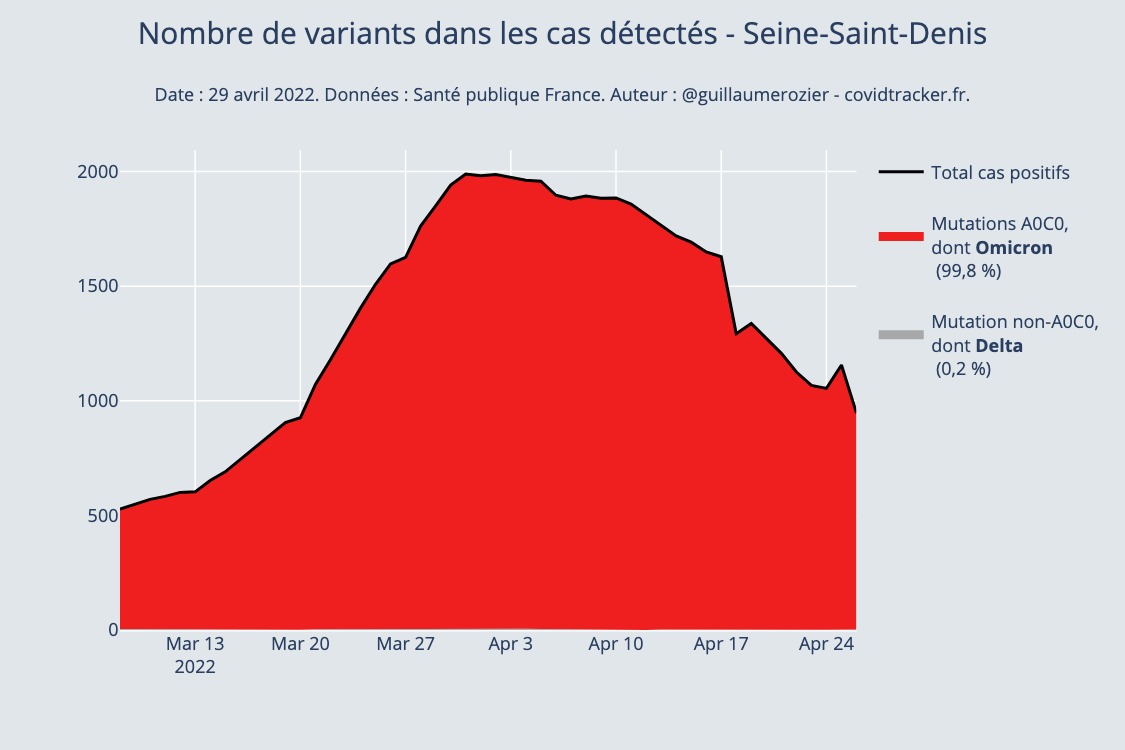 Nombre de variants dans les cas détectés - Seine-Saint-Denis
Date : 29 avril 2022. Données : Santé publique France. Auteur : @guillaumerozier - covidtracker.fr.
2000
1500
1000
500
0
Mar 13
2022
Mar 20
Mar 27
Apr 3
Apr 10
Apr 17
Apr 24
Total cas positifs
Mutations A0C0,
dont Omicron
(99,8 %)
Mutation non-A0C0,
dont Delta
(0,2 %)